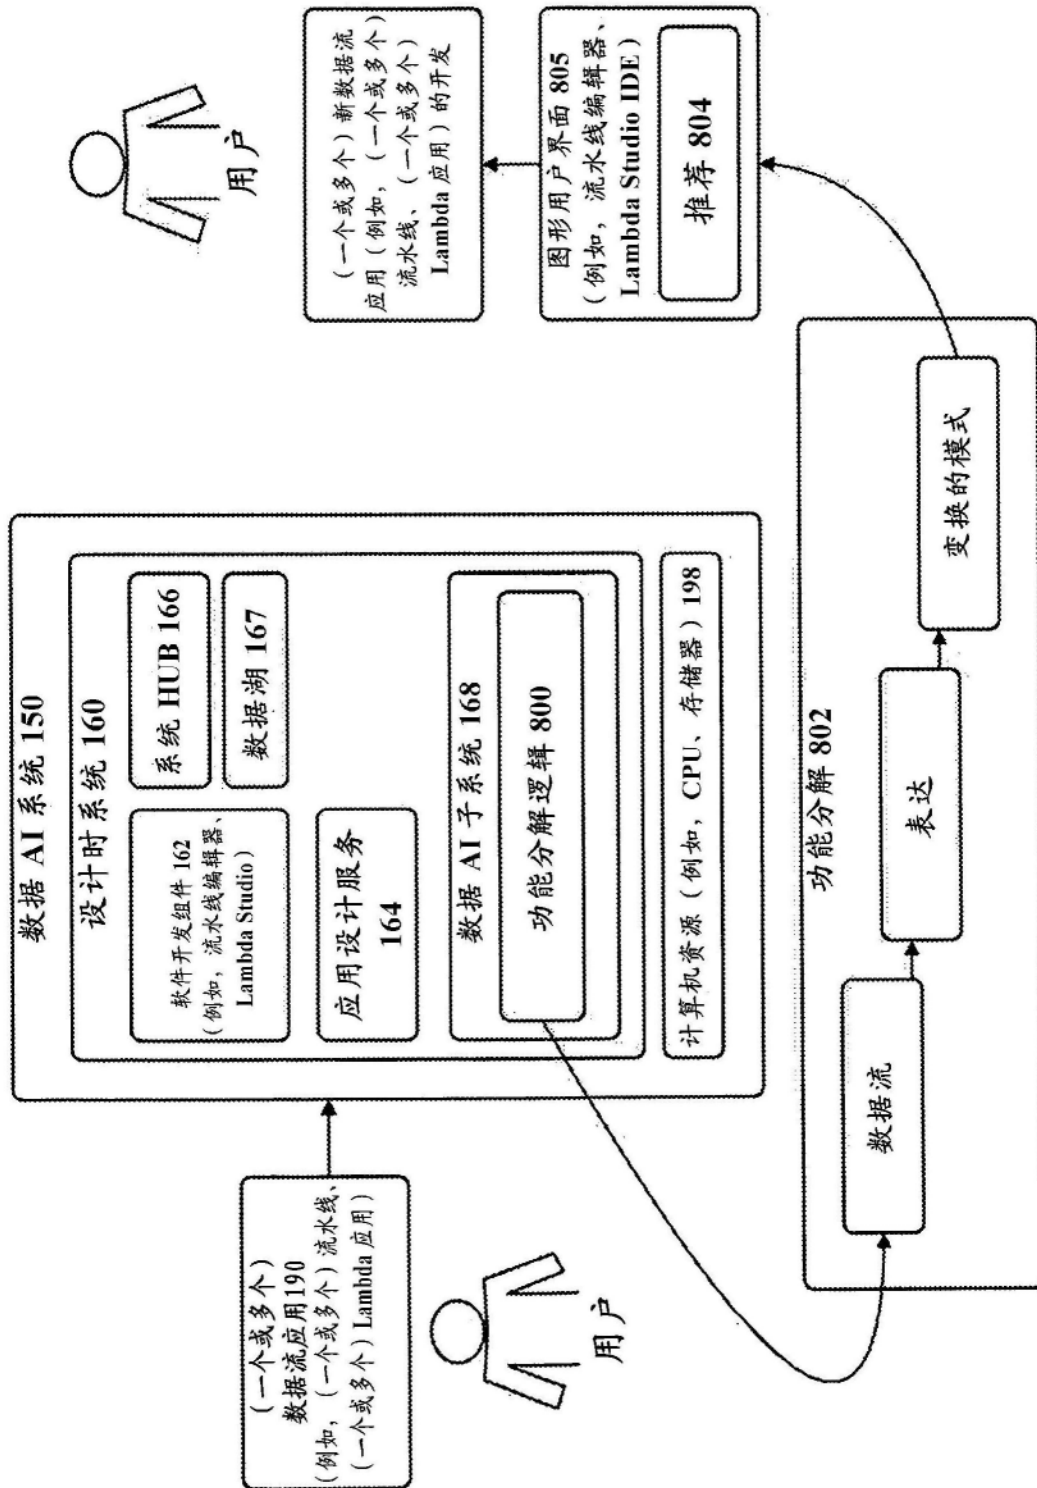 （一个或多个）
数据流应用190
(例如，（一个或多个）流水线、
（一个或多个）Lambda 应用）
用户
数据 AI 系统 150
设计时系统 160
软件开发组件 162
(例如，流水线编辑器、
Lambda Studio）
系统 HUB 166
数据湖 167
应用设计服务
164
数据 AI 子系统 168
功能分解逻辑 800
计算机资源（例如，CPU、存储器）198
功能分解 802
数据流
表达
变换的模式
图形用户界面 805
（例如，流水线编辑器、
Lambda Studio IDE）
推荐 804
（一个或多个）新数据流
应用（例如，（一个或多个）
流水线、（一个或多个）
Lambda 应用）的开发
用户